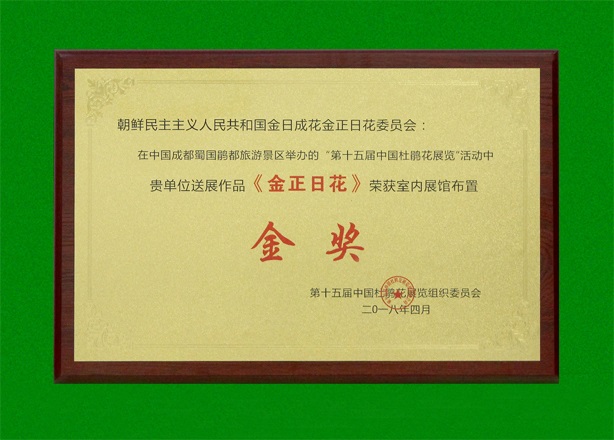 朝鲜民主主义人民共和国金日成花金正日花委员会：
在中国成都蜀国鹃都旅游景区举办的“第十五届中国杜鹃花展览”活动中
贵单位送展作品《金正日花》荣获室内展馆布置
金 奖
第十五届中国杜鹃花展览组织委员会
二〇一八年四月